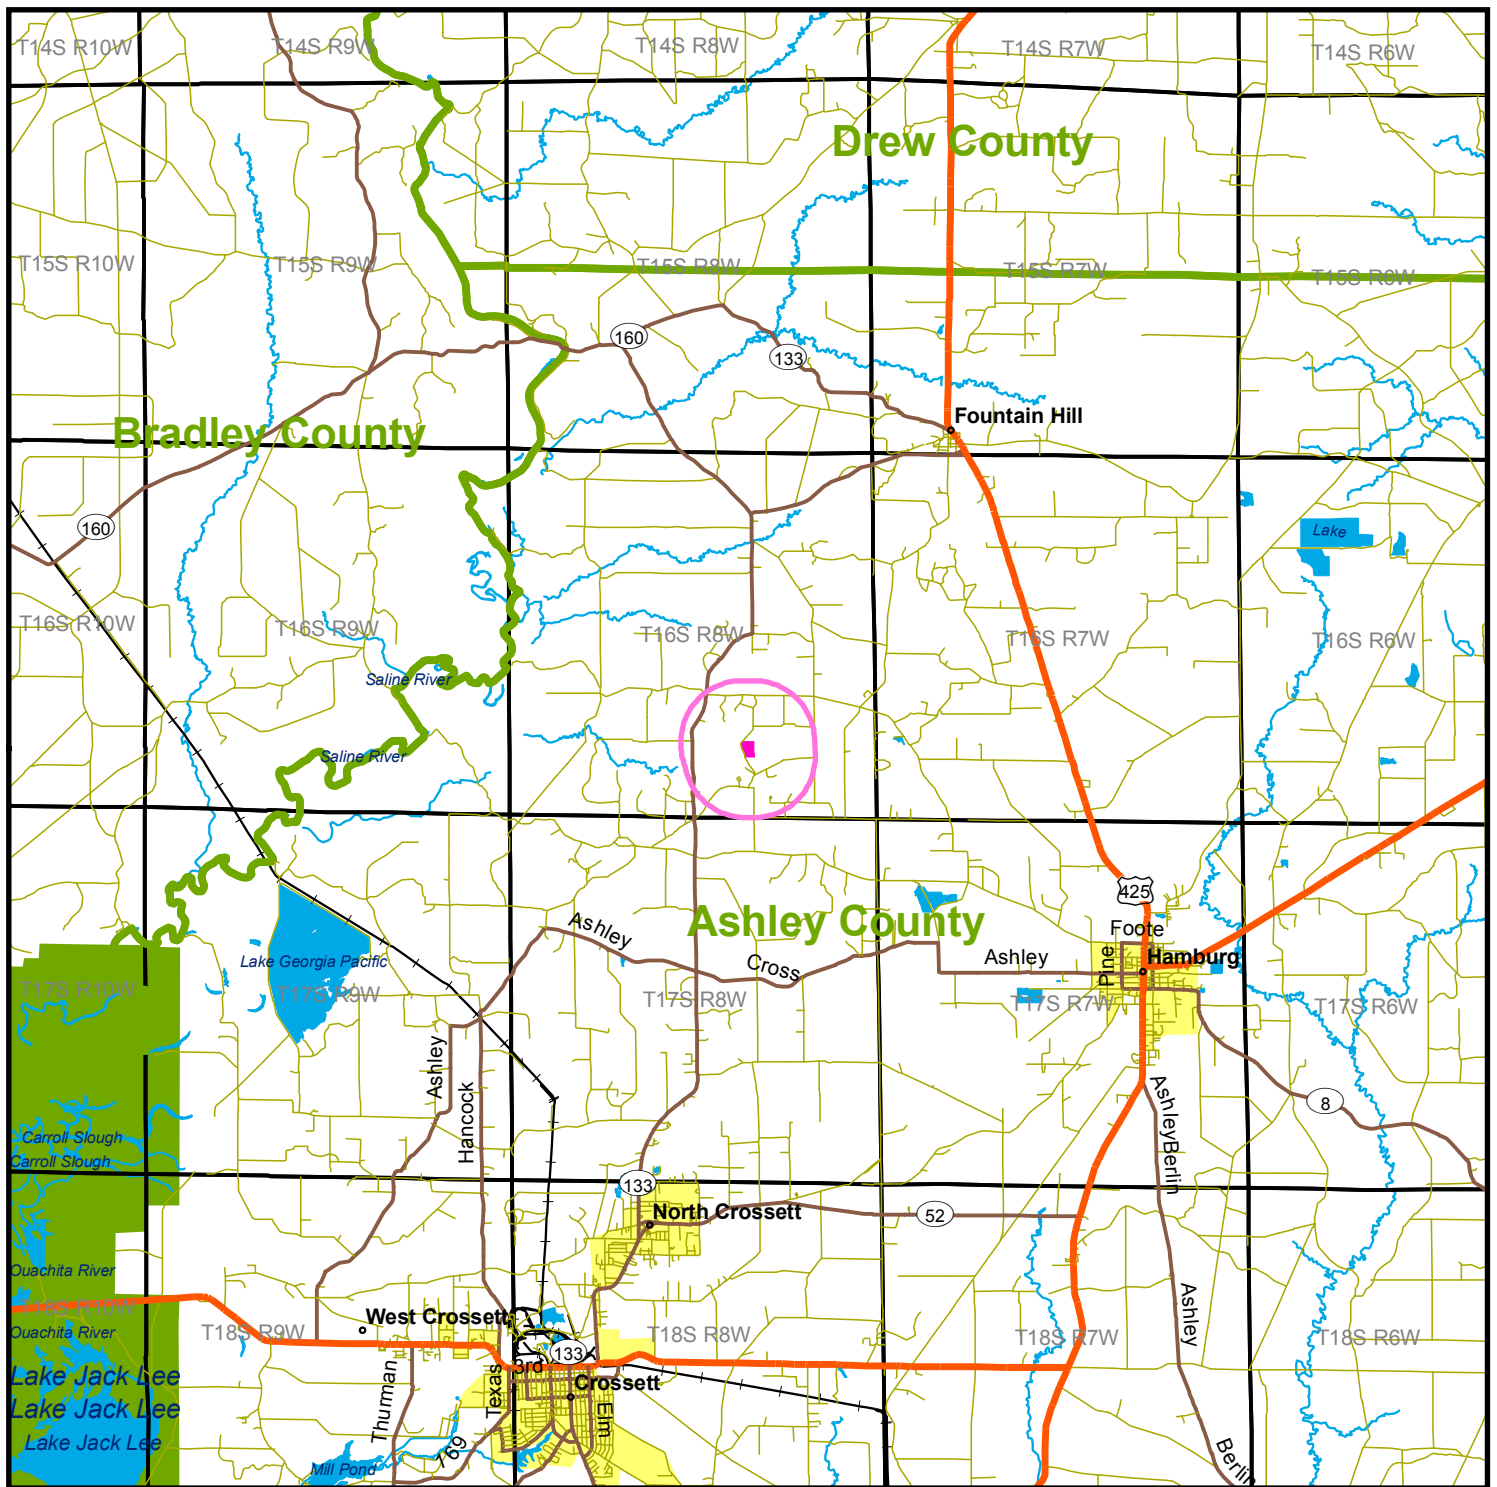 T14S R10W
T14S R9W
T14S R8W
T14S R7W
T14S R6W
Drew County
T15S R10W
T15S R9W
T15S R8W
T15S R7W
T15S R6W
160
133
Fountain Hill
Bradley County
160
Lake
T16S R10W
T16S R9W
T16S R8W
T16S R7W
T16S R6W
Saline River
Saline River
425
Ashley
Ashley County
Foote
Cross
Ashley
Pine
Hamburg
Lake Georgia Pacific
T17S R10W
T17S R9W
T17S R8W
T17S R7W
T17S R6W
Ashley
Hancock
AshleyBerlin
8
Carroll Slough
Carroll Slough
133
North Crossett
52
Ouachita River
T18S R10W
West Crossett
Ashley
Ouachita River
T18S R9W
T18S R8W
T18S R7W
T18S R6W
133
3rd
Lake Jack Lee
Thurman
Texas
Crossett
Elm
Lake Jack Lee
Lake Jack Lee
769
Mill Pond
Berlin